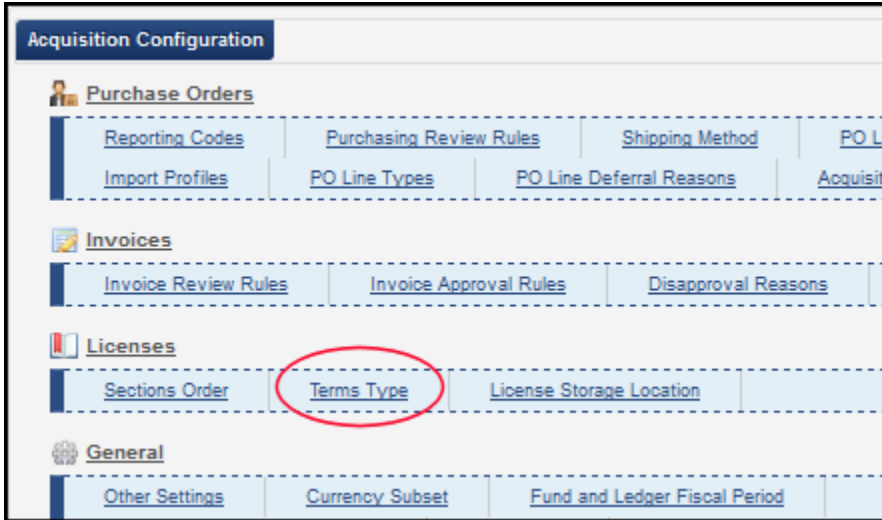 Acquisition Configuration
Purchase Orders
Reporting Codes Purchasing Review Rules Shipping Method PO L
Import Profiles PO Line Types PO Line Deferral Reasons Acquisit
Invoices
Invoice Review Rules Invoice Approval Rules Disapproval Reasons
Licenses
Sections Order Terms Type License Storage Location
General
Other Settings Currency Subset Fund and Ledger Fiscal Period